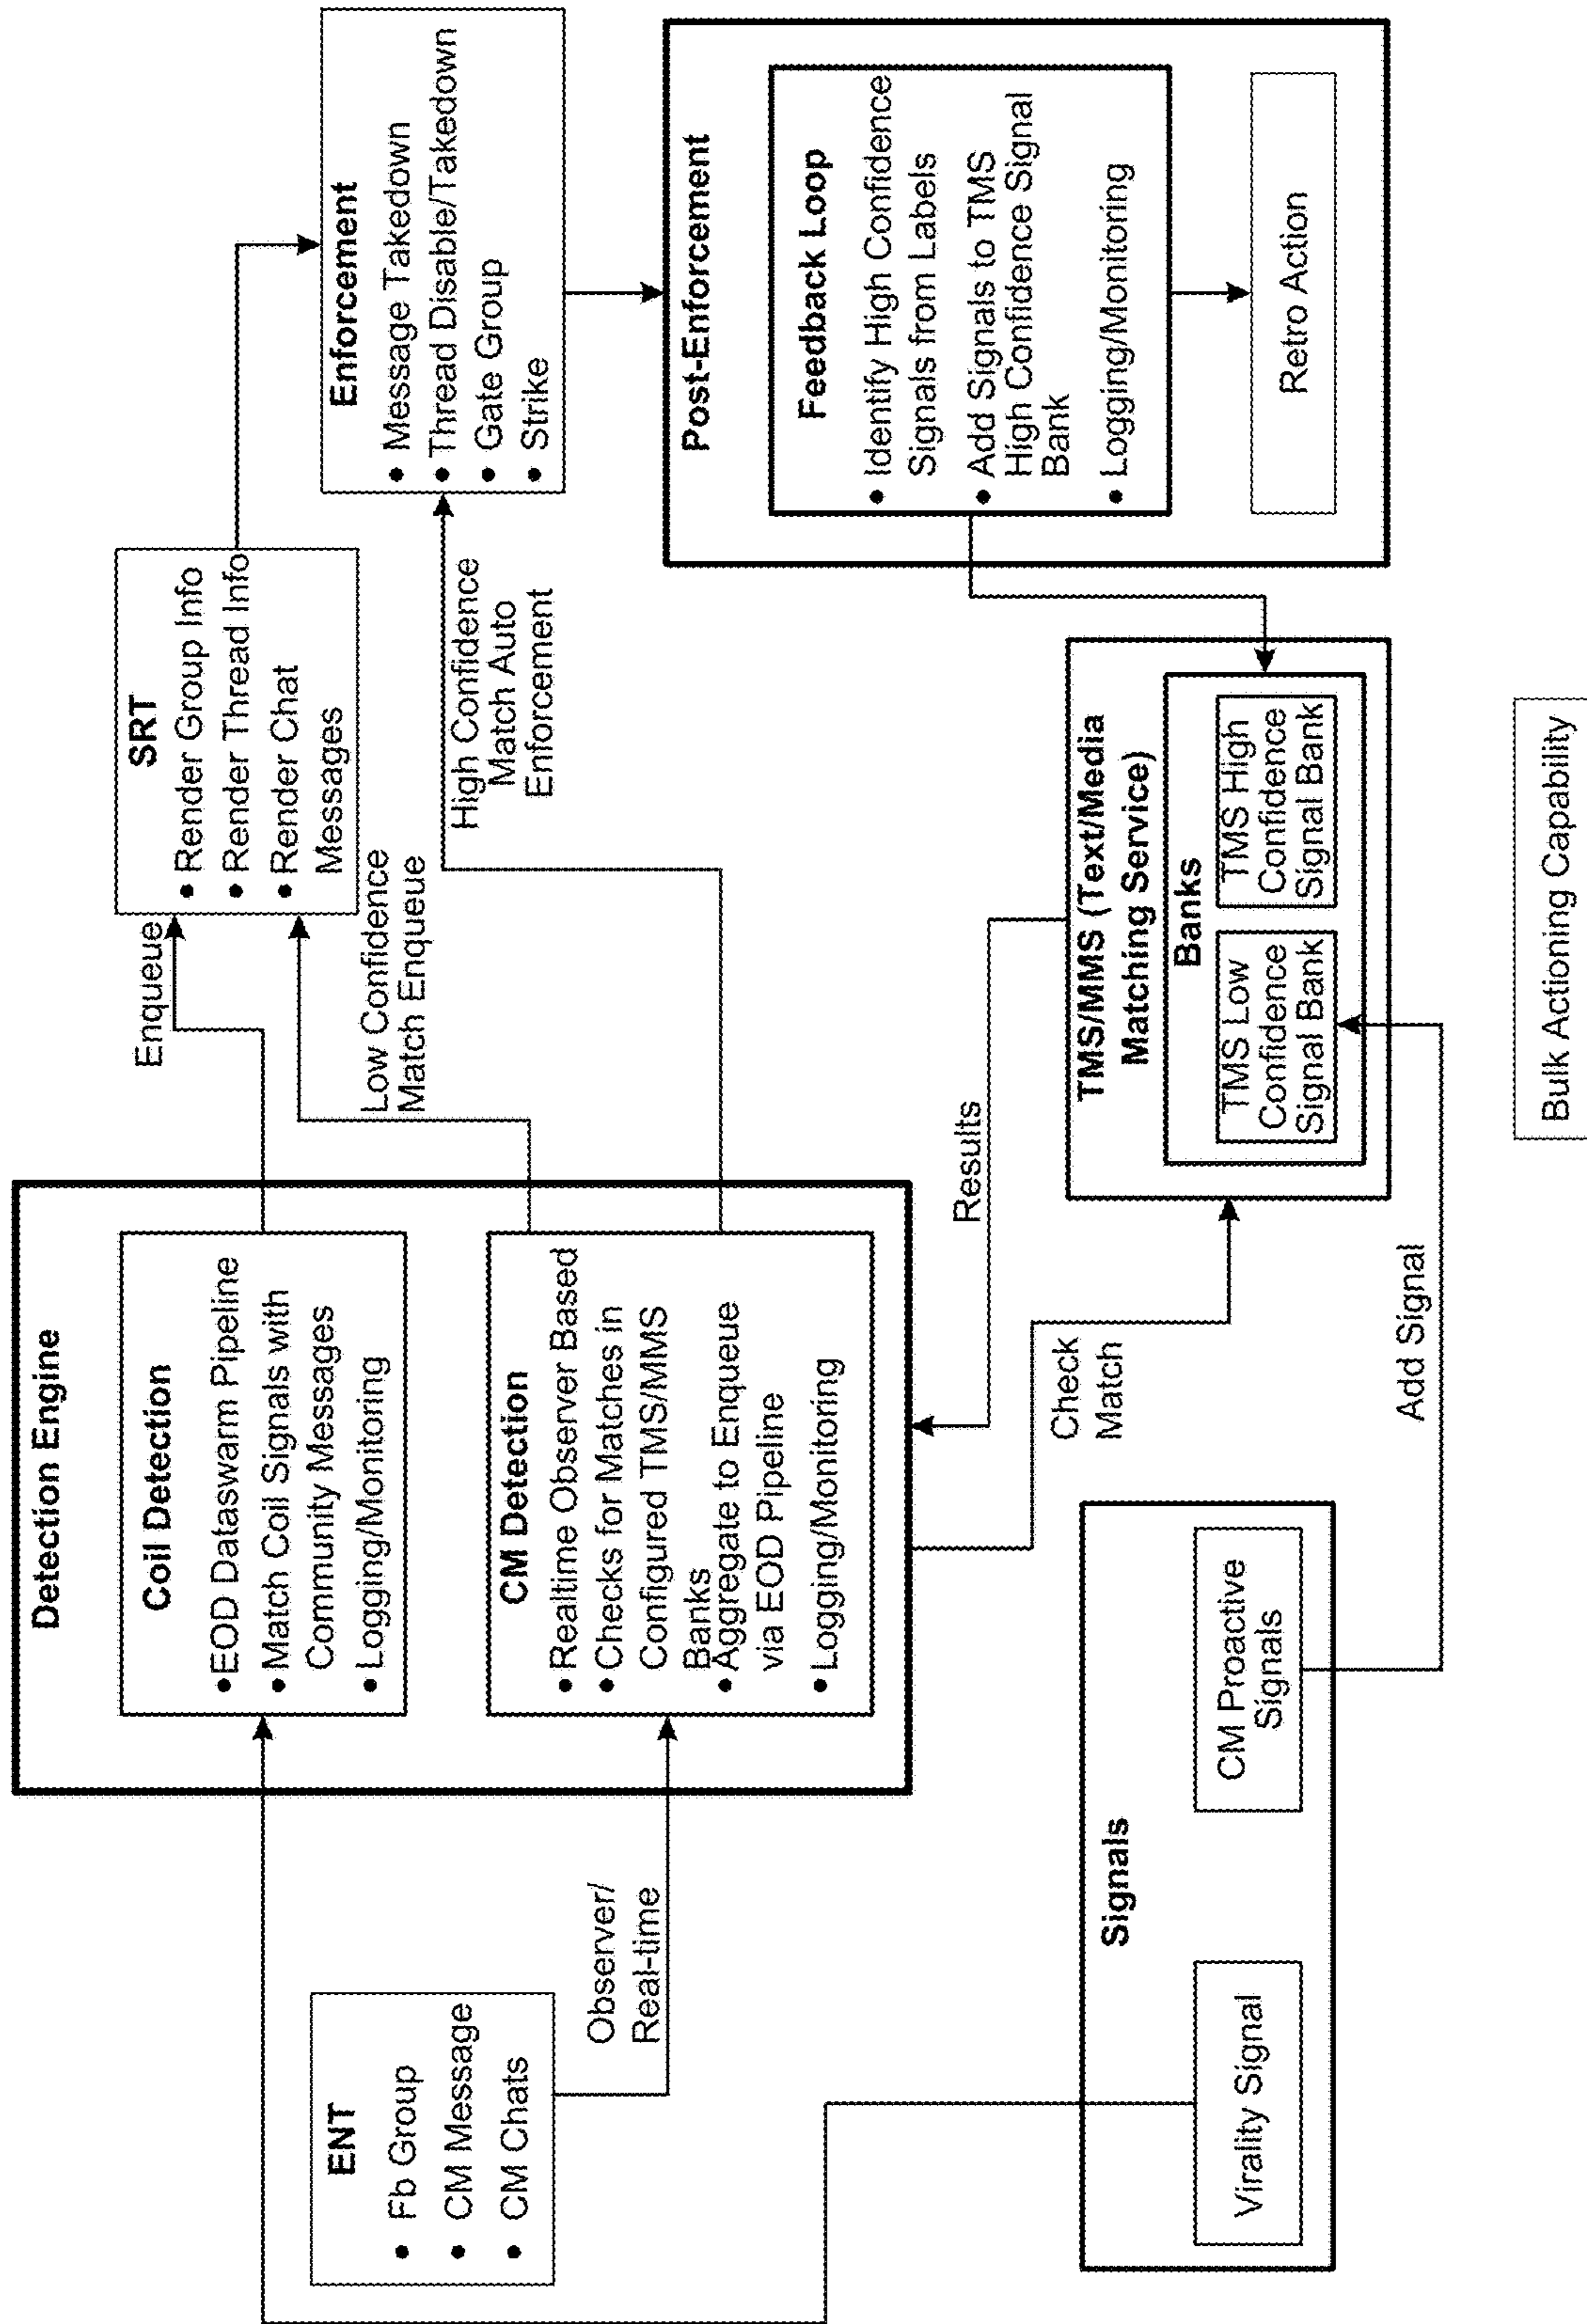 Detection Engine
Coil Detection
•EOD Dataswarm Pipeline
• Match Coil Signals with
Community Messages
•Logging/Monitoring
CM Detection
•Realtime Observer Based
•Checks for Matches in
Configured TMS/MMS
Banks
•Aggregate to Enqueue
via EOD Pipeline
•Logging/Monitoring
ENT
• Fb Group
• CM Message
• CM Chats
Observer/
Real-time
Enqueue
Low Confidence
Match Enqueue
SRT
• Render Group Info
• Render Thread Info
• Render Chat
Messages
High Confidence
Match Auto
Enforcement
Enforcement
• Message Takedown
• Thread Disable/Takedown
• Gate Group
• Strike
Post-Enforcement
Feedback Loop
• Identify High Confidence
Signals from Labels
• Add Signals to TMS
High Confidence Signal
Bank
• Logging/Monitoring
Retro Action
Results
Check
Match
TMS/MMS (Text/Media
Matching Service)
Banks
TMS Low
Confidence
Signal Bank
TMS High
Confidence
Signal Bank
Signals
Virality Signal
CM Proactive
Signals
Add Signal
Bulk Actioning Capability